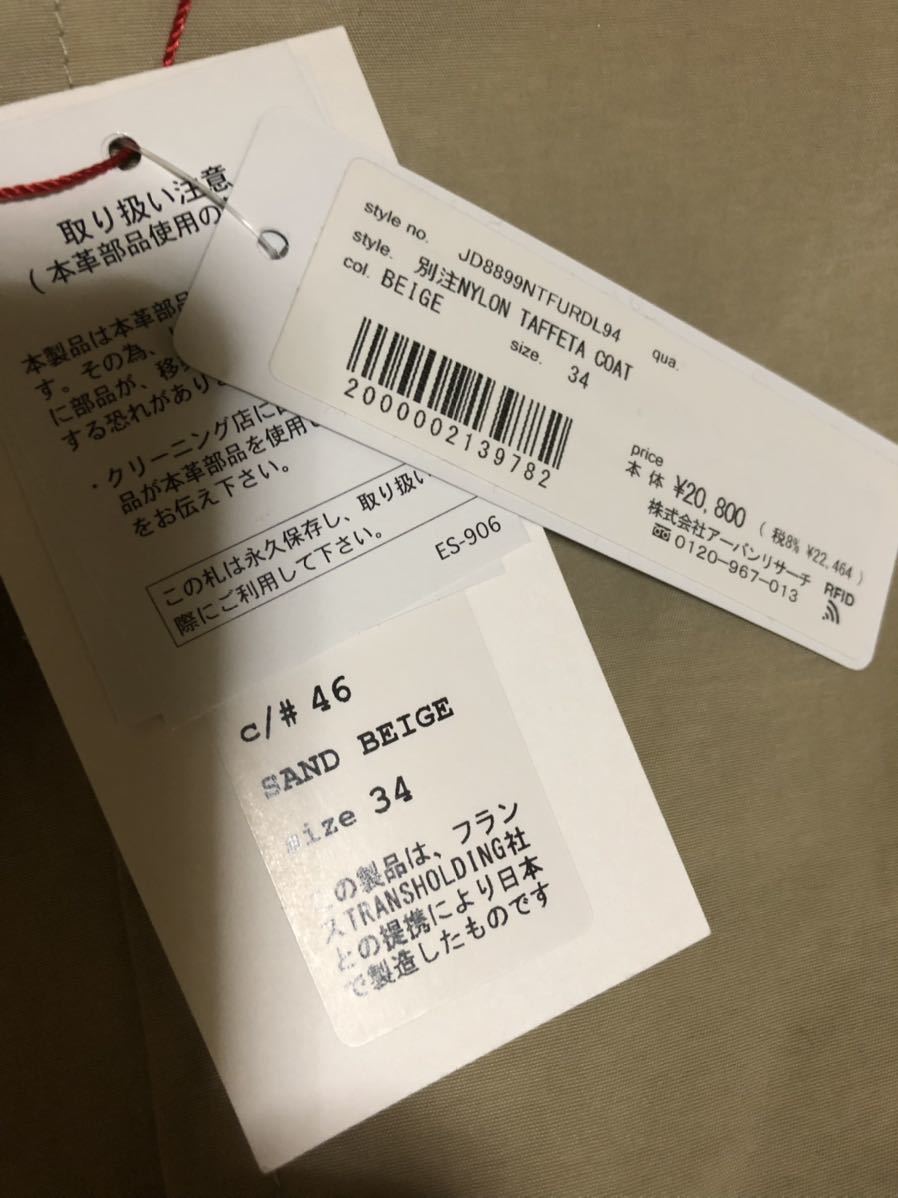 取り扱い注意
(本革部品使用の
本製品は本革部品
す。その為、
に部品が、移染
する恐れがあり
・クリーニング店に
品が本革部品を使用
をお伝え下さい。
この札は永久保存し、取り扱い
際にご利用して下さい。
ES-906
style no. JD8899NTFURDL94
style. 別注NYLON TAFFETA COAT
col. BEIGE
size. 34
qua.
2000002139782
price
本体 ¥20,800 (税8% ¥22,464)
株式会社アーバンリサーチ
0120-967-013
RFID
c/# 46
SAND BEIGE
size 34
この製品は、フラン
スTRANSHOLDING社
との提携により日本
で製造したものです